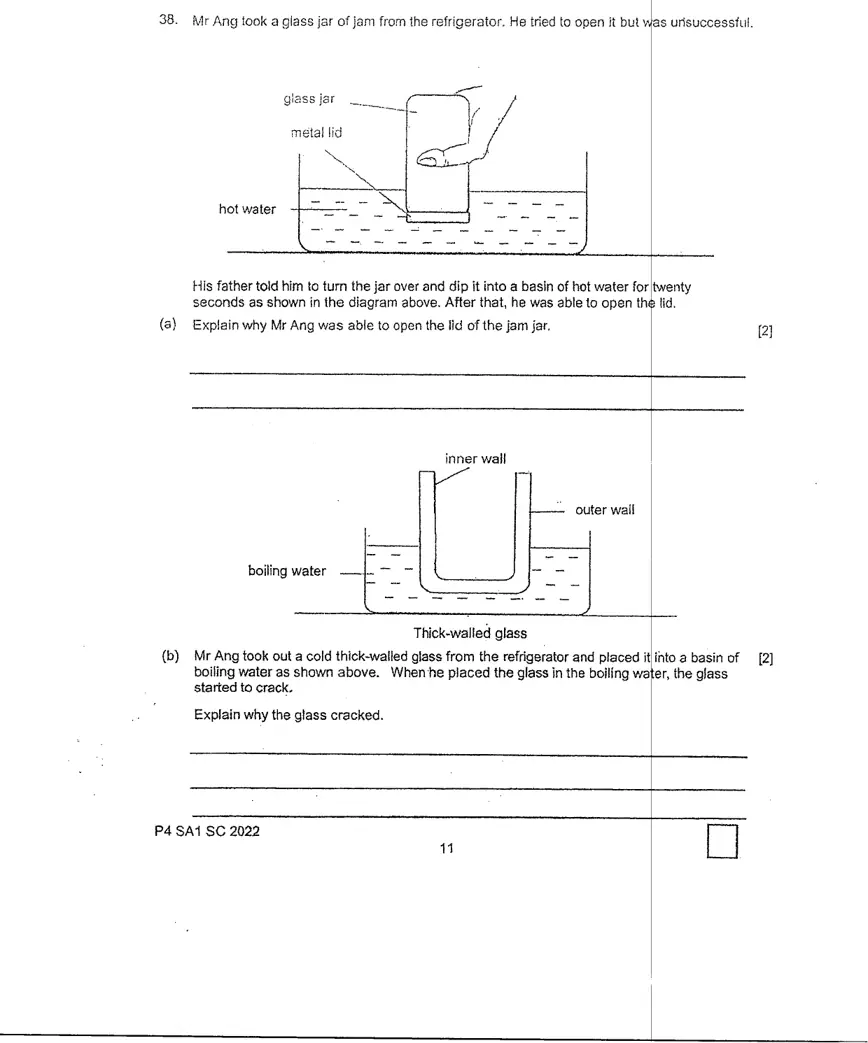 38. Mr Ang took a glass jar of jam from the refrigerator. He tried to open it but was unsuccessful.
glass jar
metal lid
hot water
His father told him to turn the jar over and dip it into a basin of hot water for twenty
seconds as shown in the diagram above. After that, he was able to open the lid.
(a) Explain why Mr Ang was able to open the lid of the jam jar. [2]
inner wall
outer wall
boiling water
Thick-walled glass
(b) Mr Ang took out a cold thick-walled glass from the refrigerator and placed it into a basin of [2]
boiling water as shown above. When he placed the glass in the boiling water, the glass
started to crack.
Explain why the glass cracked.
P4 SA1 SC 2022
11